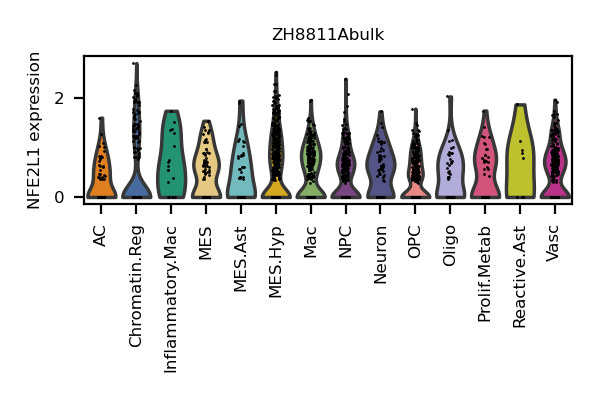 ZH8811Abulk
NFE2L1 expression
2
0
AC
Chromatin.Reg
Inflammatory.Mac
MES
MES.Ast
MES.Hyp
Mac
NPC
Neuron
OPC
Oligo
Prolif.Metab
Reactive.Ast
Vasc